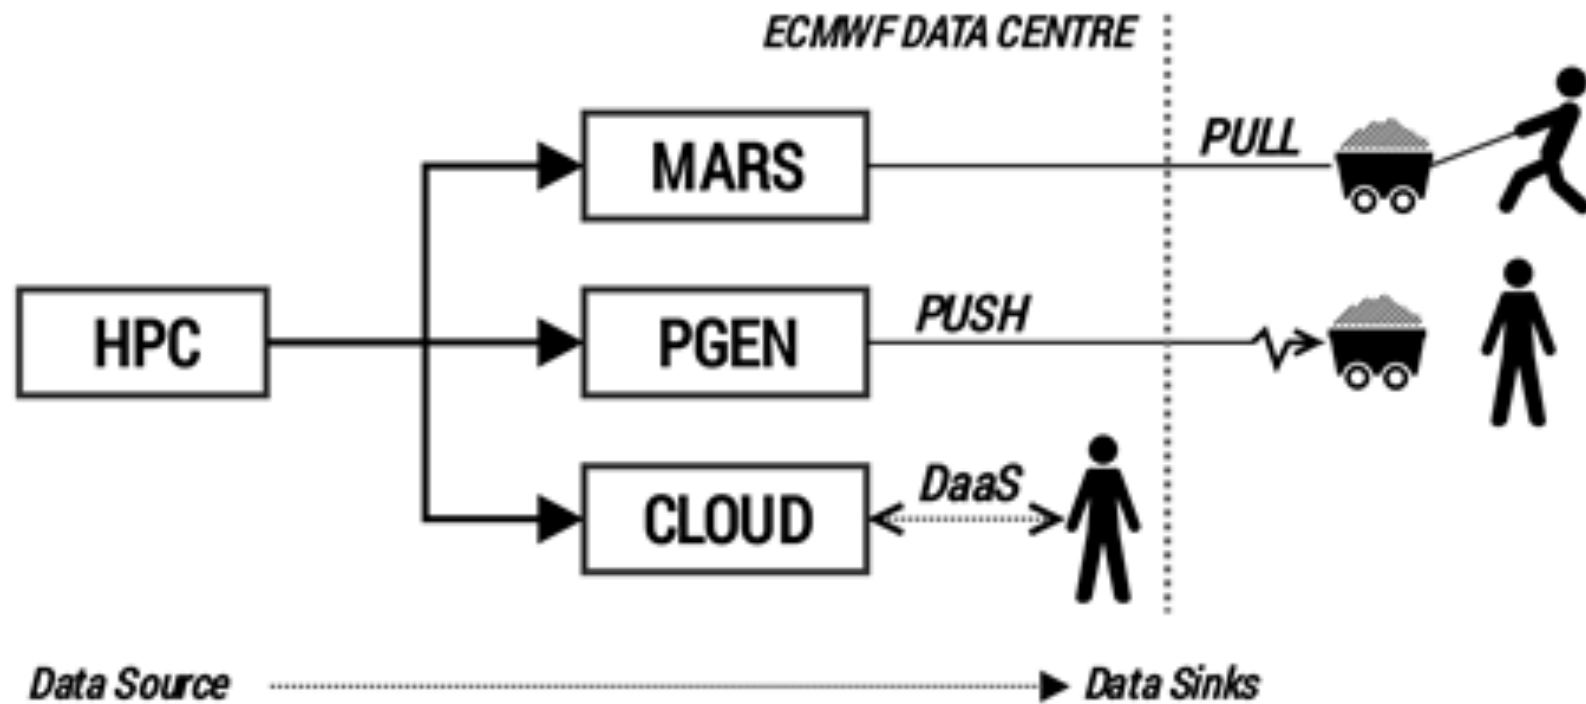 ECMWF DATA CENTRE
MARS
PULL
HPC
PGEN
PUSH
CLOUD
DaaS
Data Source
Data Sinks